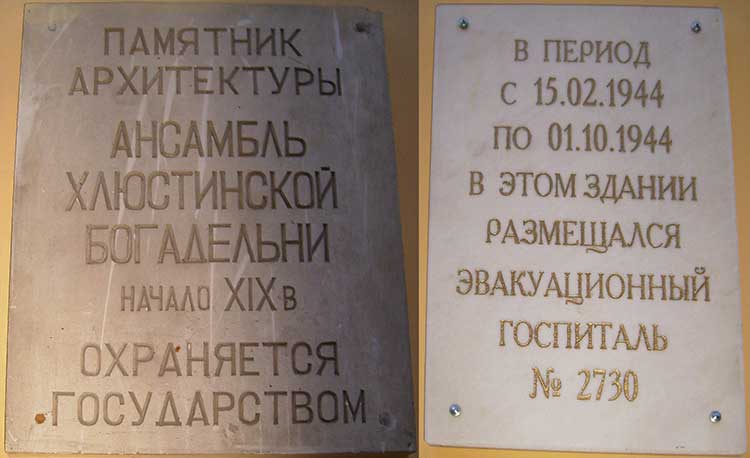 ПАМЯТНИК
АРХИТЕКТУРЫ
АНСАМБЛЬ
ХЛЮСТИНСКОЙ
БОГАДЕЛЬНИ
НАЧАЛО XIX В
ОХРАНЯЕТСЯ
ГОСУДАРСТВОМ
В ПЕРИОД
С 15.02.1944
ПО 01.10.1944
В ЭТОМ ЗДАНИИ
РАЗМЕЩАЛСЯ
ЭВАКУАЦИОННЫЙ
ГОСПИТАЛЬ
№ 2730